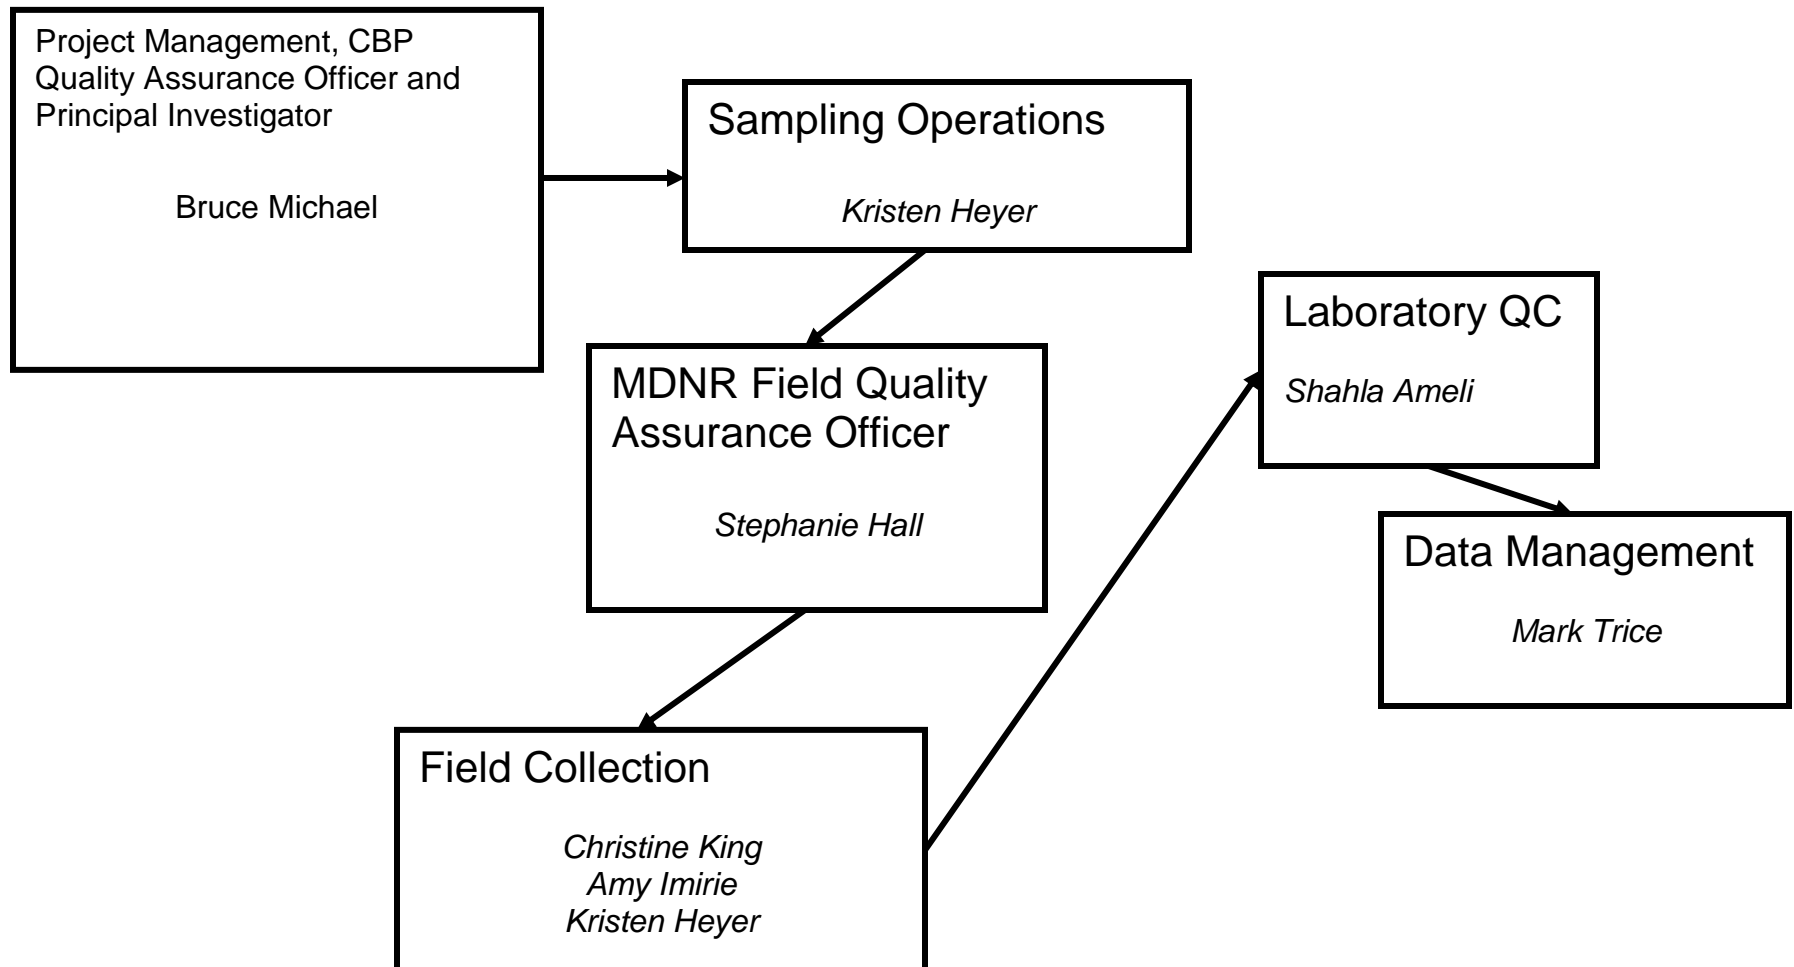 Project Management, CBP
Quality Assurance Officer and
Principal Investigator
Bruce Michael
Sampling Operations
Kristen Heyer
MDNR Field Quality
Assurance Officer
Stephanie Hall
Field Collection
Christine King
Amy Imirie
Kristen Heyer
Laboratory QC
Shahla Ameli
Data Management
Mark Trice